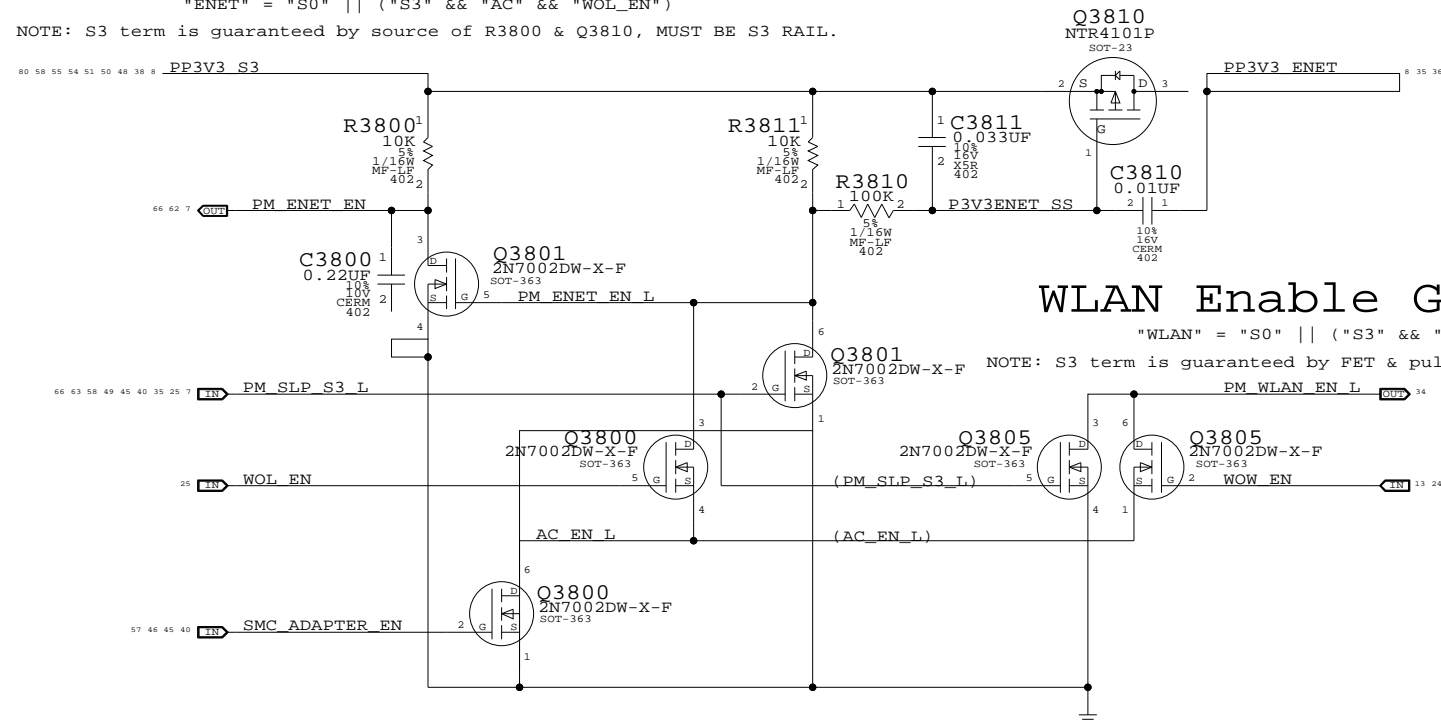 "ENET" = "S0" || ("S3" && "AC" && "WOL_EN")
NOTE: S3 term is guaranteed by source of R3800 & Q3810, MUST BE S3 RAIL.
Q3810
NTR4101P
SOT-23
80 58 55 54 51 50 48 38 8
PP3V3_S3
PP3V3_ENET
8 35 36
2 S D 3
G
1
R3800
1
10K
5%
1/16W
MF-LF
402
2
R3811
1
10K
5%
1/16W
MF-LF
402
2
1
C3811
0.033UF
10%
16V
X5R
402
2
R3810
100K
1 2
5%
1/16W
MF-LF
402
P3V3ENET_SS
C3810
0.01UF
2 1
10%
16V
CERM
402
66 62 7
OUT
PM_ENET_EN
C3800
1
0.22UF
10%
10V
CERM
402
2
3
D
S G 5
4
Q3801
2N7002DW-X-F
SOT-363
PM_ENET_EN_L
WLAN Enable G
"WLAN" = "S0" || ("S3" && "
NOTE: S3 term is guaranteed by FET & pul
6
D
2 G S
1
Q3801
2N7002DW-X-F
SOT-363
66 63 58 49 45 40 35 25 7
IN
PM_SLP_S3_L
PM_WLAN_EN_L
OUT
34
Q3800
2N7002DW-X-F
SOT-363
3
D
5 G S
4
Q3805
2N7002DW-X-F
SOT-363
3
D
5 G S
4
6
D
S G 2
1
Q3805
2N7002DW-X-F
SOT-363
25
IN
WOL_EN
(PM_SLP_S3_L)
WOW_EN
IN
13 24
AC_EN_L
(AC_EN_L)
6
D
2 G S
1
Q3800
2N7002DW-X-F
SOT-363
57 46 45 40
IN
SMC_ADAPTER_EN